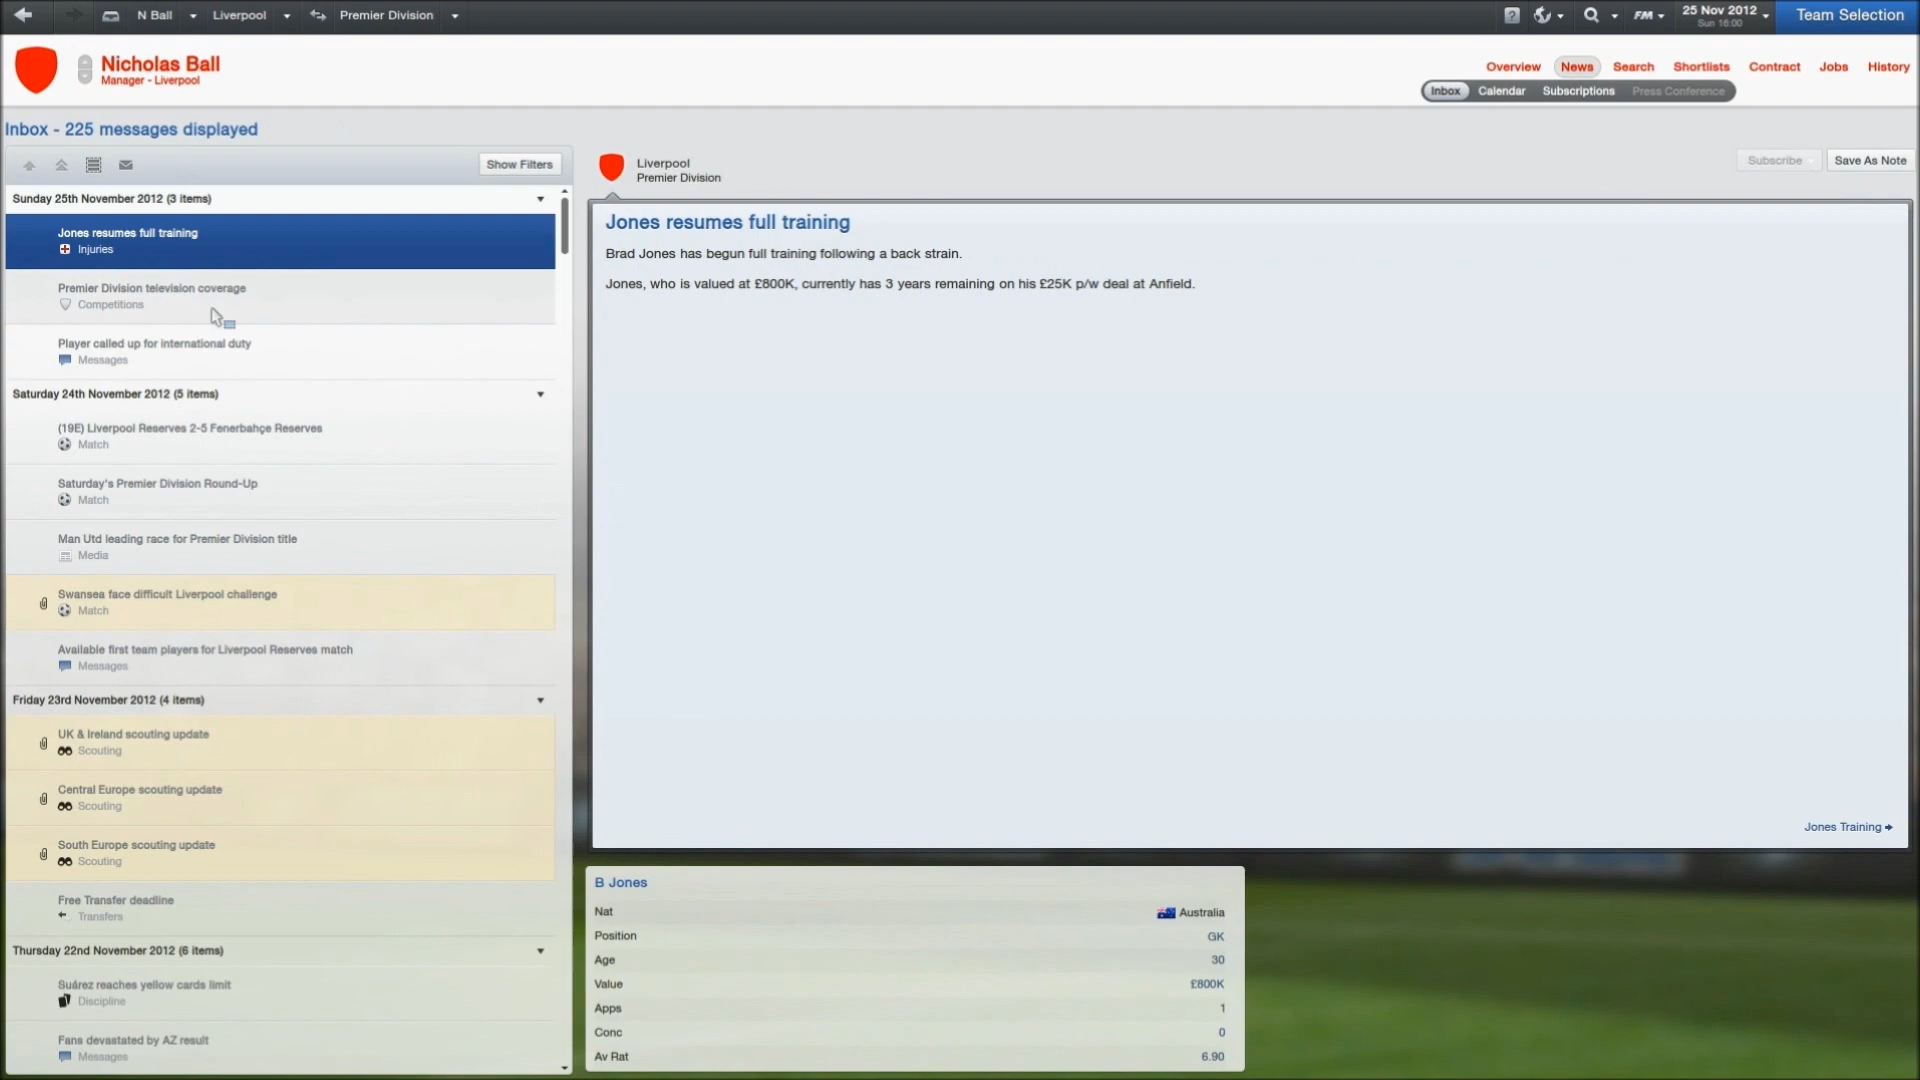 N Ball
Liverpool
Premier Division
FM
25 Nov 2012
Sun 16:00
Team Selection
Nicholas Ball
Manager - Liverpool
Overview
News
Search
Shortlists
Contract
Jobs
History
Inbox
Calendar
Subscriptions
Press Conference
Inbox - 225 messages displayed
Show Filters
Sunday 25th November 2012 (3 items)
Jones resumes full training
Injuries
Premier Division television coverage
Competitions
Player called up for international duty
Messages
Saturday 24th November 2012 (5 items)
(19E) Liverpool Reserves 2-5 Fenerbahçe Reserves
Match
Saturday's Premier Division Round-Up
Match
Man Utd leading race for Premier Division title
Media
Swansea face difficult Liverpool challenge
Match
Available first team players for Liverpool Reserves match
Messages
Friday 23rd November 2012 (4 items)
UK & Ireland scouting update
Scouting
Central Europe scouting update
Scouting
South Europe scouting update
Scouting
Free Transfer deadline
Transfers
Thursday 22nd November 2012 (6 items)
Suárez reaches yellow cards limit
Discipline
Fans devastated by AZ result
Messages
Liverpool
Premier Division
Subscribe
Save As Note
Jones resumes full training
Brad Jones has begun full training following a back strain.
Jones, who is valued at £800K, currently has 3 years remaining on his £25K p/w deal at Anfield.
Jones Training
B Jones
Nat Australia
Position GK
Age 30
Value £800K
Apps 1
Conc 0
Av Rat 6.90